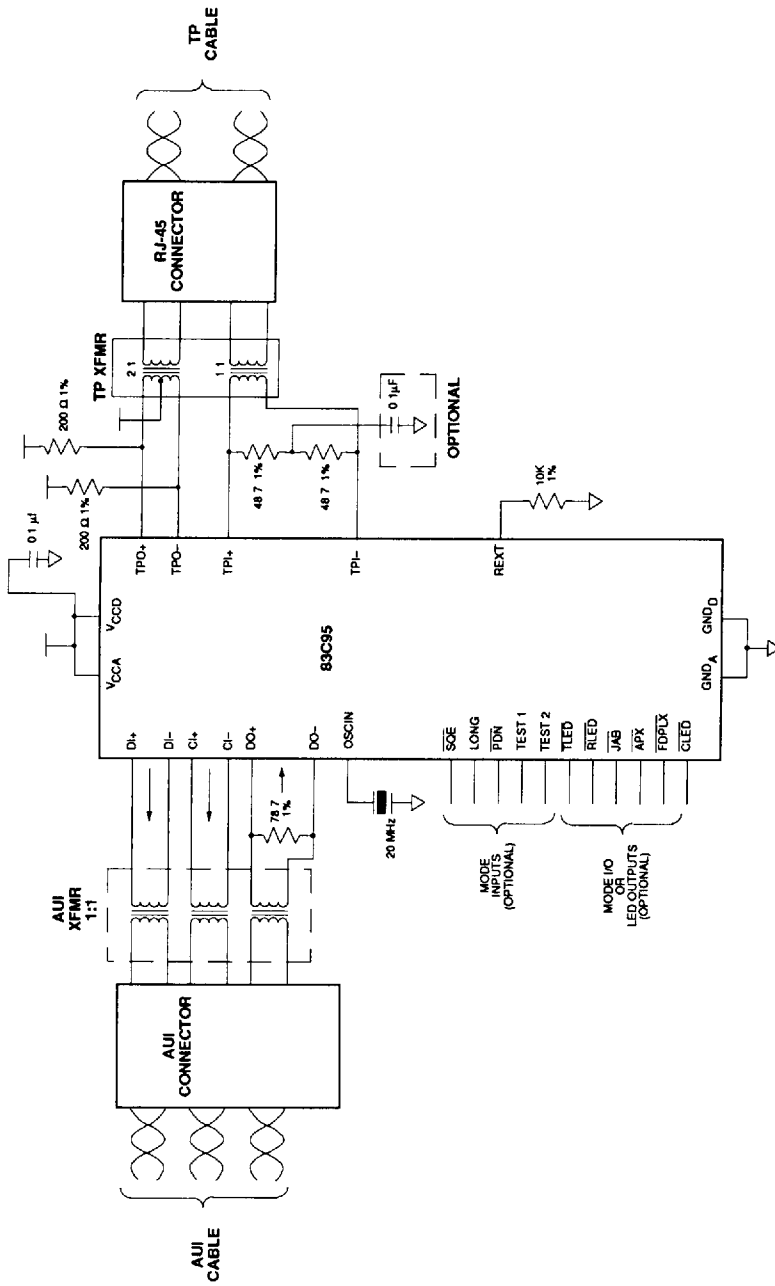 TP
CABLE
RJ-45
CONNECTOR
TP XFMR
2 1
1 1
200 Ω 1%
200 Ω 1%
48 7 1%
48 7 1%
0 1µF
OPTIONAL
10K
1%
0 1 µf
TPO+
TPO–
TPI+
TPI–
REXT
VCCA
VCCD
83C95
GNDA
GNDD
DI+
DI–
CI+
CI–
DO+
DO–
OSCIN
SQE
LONG
PDN
TEST 1
TEST 2
TLED
RLED
JAB
APX
FDPLX
CLED
78 7
1%
20 MHz
MODE
INPUTS
(OPTIONAL)
MODE I/O
OR
LED OUTPUTS
(OPTIONAL)
AUI
XFMR
1:1
AUI
CONNECTOR
AUI
CABLE